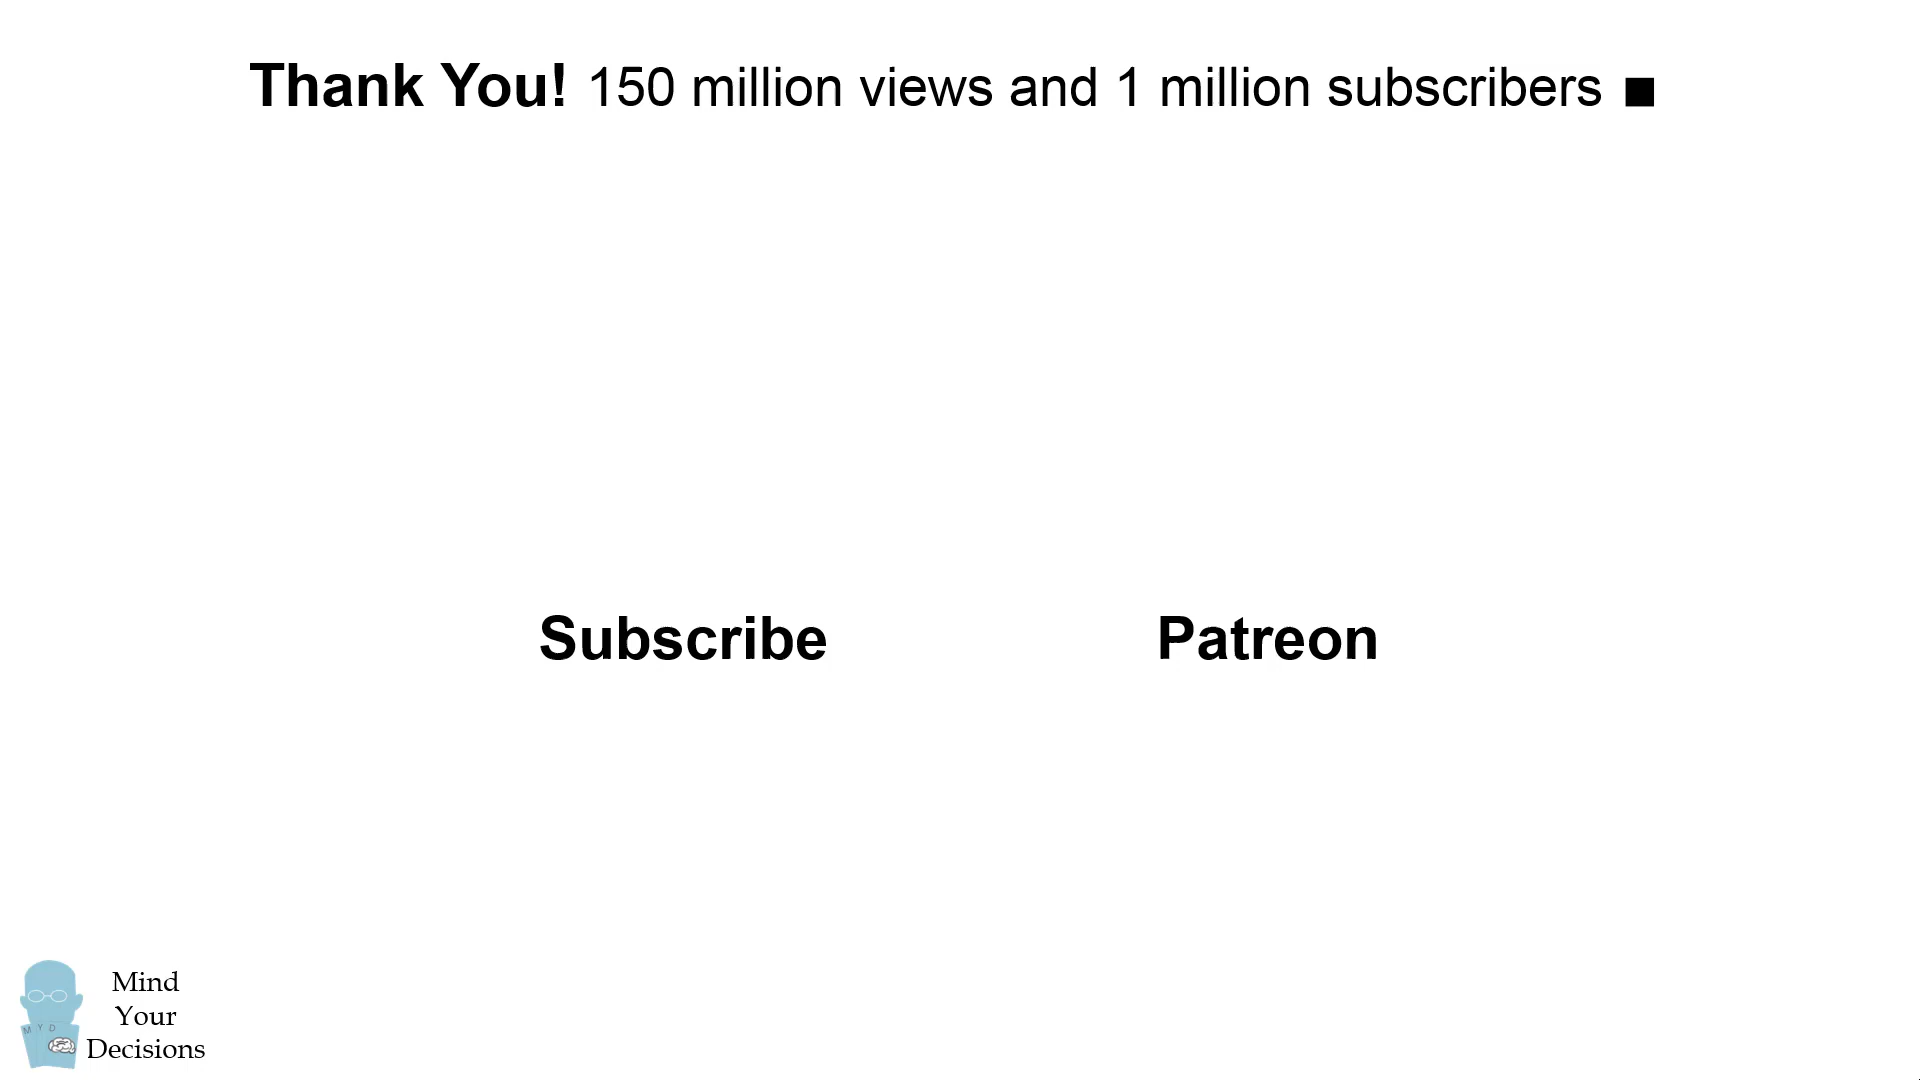 Thank You! 150 million views and 1 million subscribers ■
Subscribe Patreon
Mind
Your
Decisions
M Y D